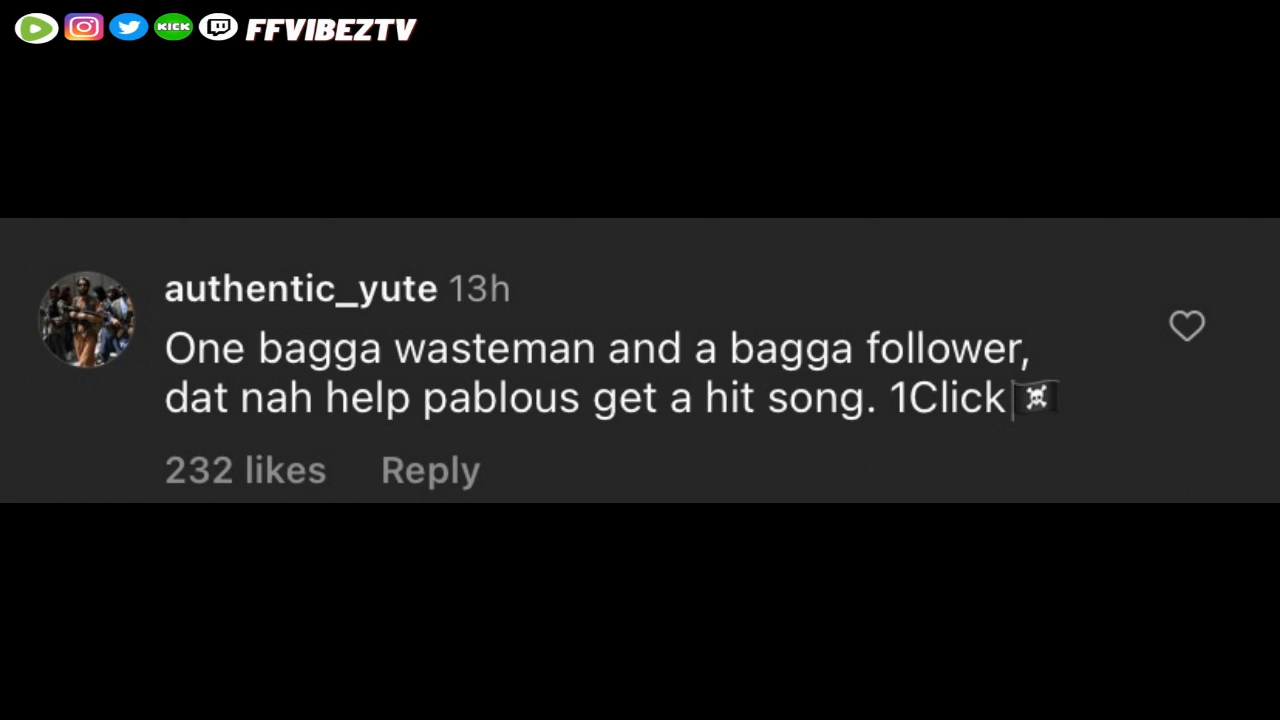 KICK FFVIBEZTV
authentic_yute 13h
One bagga wasteman and a bagga follower,
dat nah help pablous get a hit song. 1Click🏴‍☠️
232 likes Reply